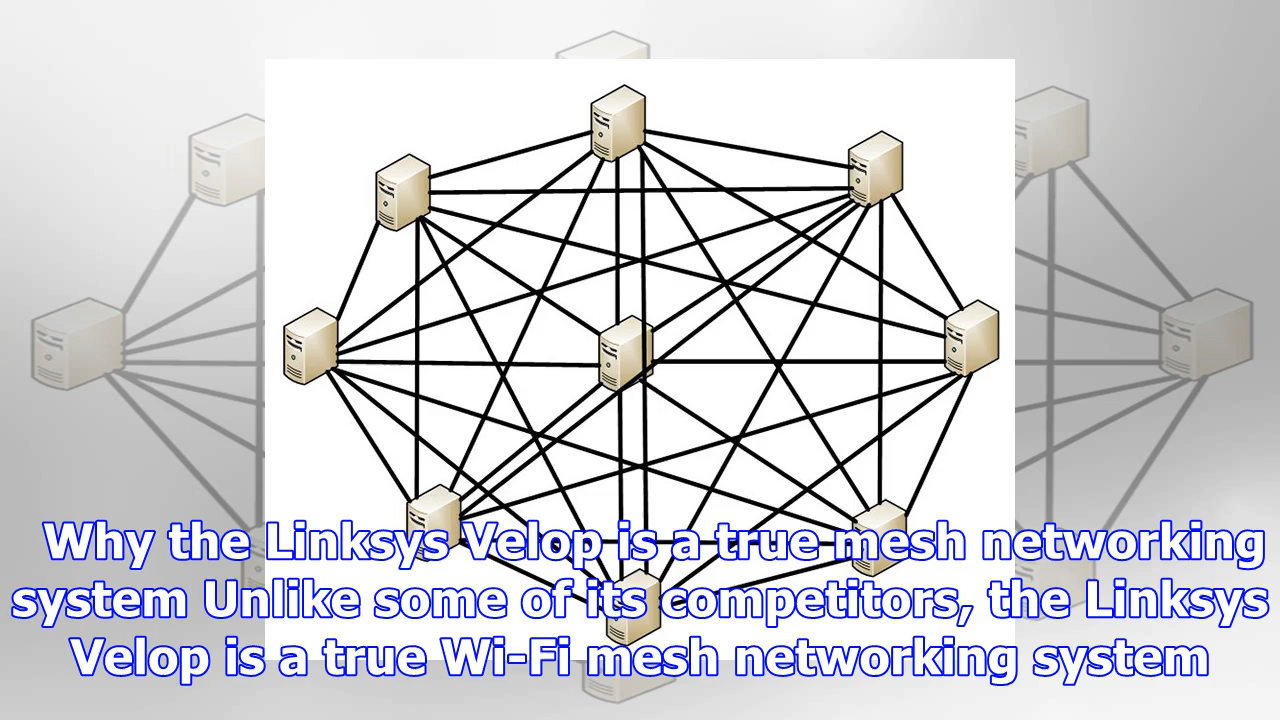 Why the Linksys Velop is a true mesh networking
system Unlike some of its competitors, the Linksys
Velop is a true Wi-Fi mesh networking system